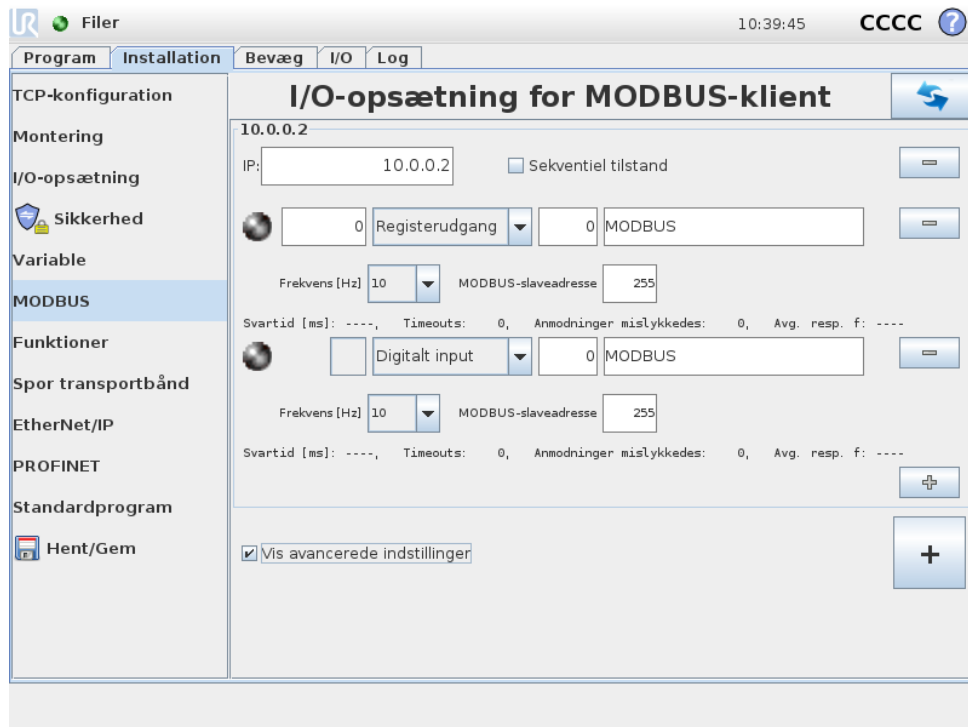 UR Filer 10:39:45 CCCC ?
Program Installation Bevæg I/O Log
TCP-konfiguration
Montering
I/O-opsætning
Sikkerhed
Variable
MODBUS
Funktioner
Spor transportbånd
EtherNet/IP
PROFINET
Standardprogram
Hent/Gem
I/O-opsætning for MODBUS-klient
10.0.0.2
IP: 10.0.0.2 Sekventiel tilstand
0 Registerudgang 0 MODBUS
Frekvens [Hz] 10 MODBUS-slaveadresse 255
Svartid [ms]: ----, Timeouts: 0, Anmodninger mislykkedes: 0, Avg. resp. f: ----
Digitalt input 0 MODBUS
Frekvens [Hz] 10 MODBUS-slaveadresse 255
Svartid [ms]: ----, Timeouts: 0, Anmodninger mislykkedes: 0, Avg. resp. f: ----
Vis avancerede indstillinger